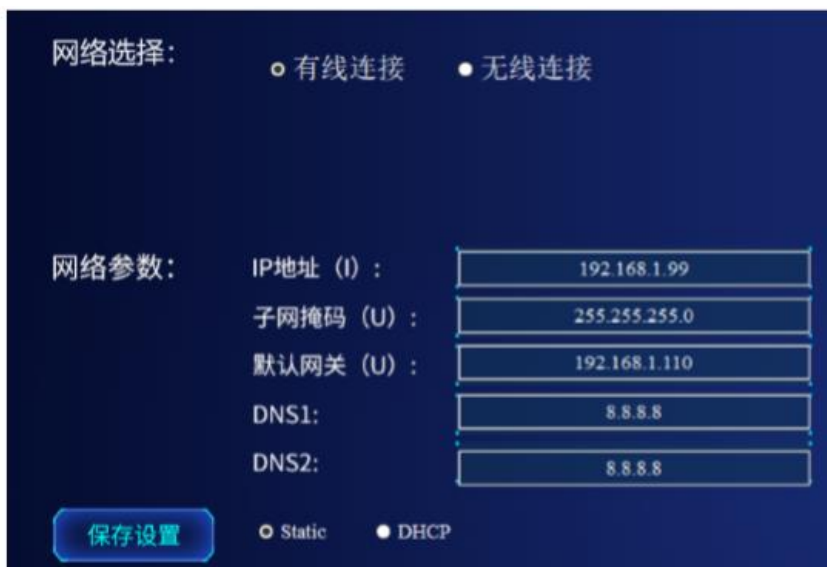 网络选择： 有线连接 无线连接
网络参数： IP地址（I）： 192.168.1.99
子网掩码（U）： 255.255.255.0
默认网关（U）： 192.168.1.110
DNS1: 8.8.8.8
DNS2: 8.8.8.8
保存设置 Static DHCP